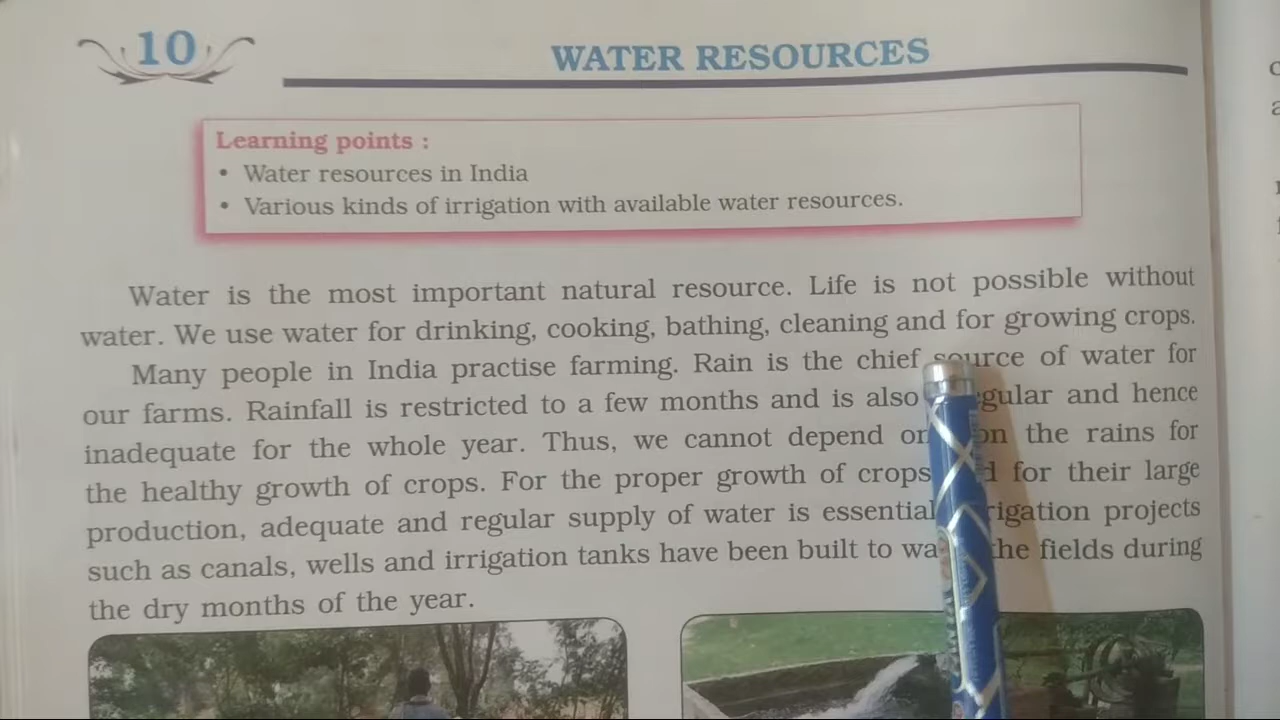 10
WATER RESOURCES
Learning points :
• Water resources in India
• Various kinds of irrigation with available water resources.
Water is the most important natural resource. Life is not possible without
water. We use water for drinking, cooking, bathing, cleaning and for growing crops.
Many people in India practise farming. Rain is the chief source of water for
our farms. Rainfall is restricted to a few months and is also and hence
inadequate for the whole year. Thus, we cannot depend the rains for
the healthy growth of crops. For the proper growth of crops for their large
production, adequate and regular supply of water is essential projects
such as canals, wells and irrigation tanks have been built to the fields during
the dry months of the year.